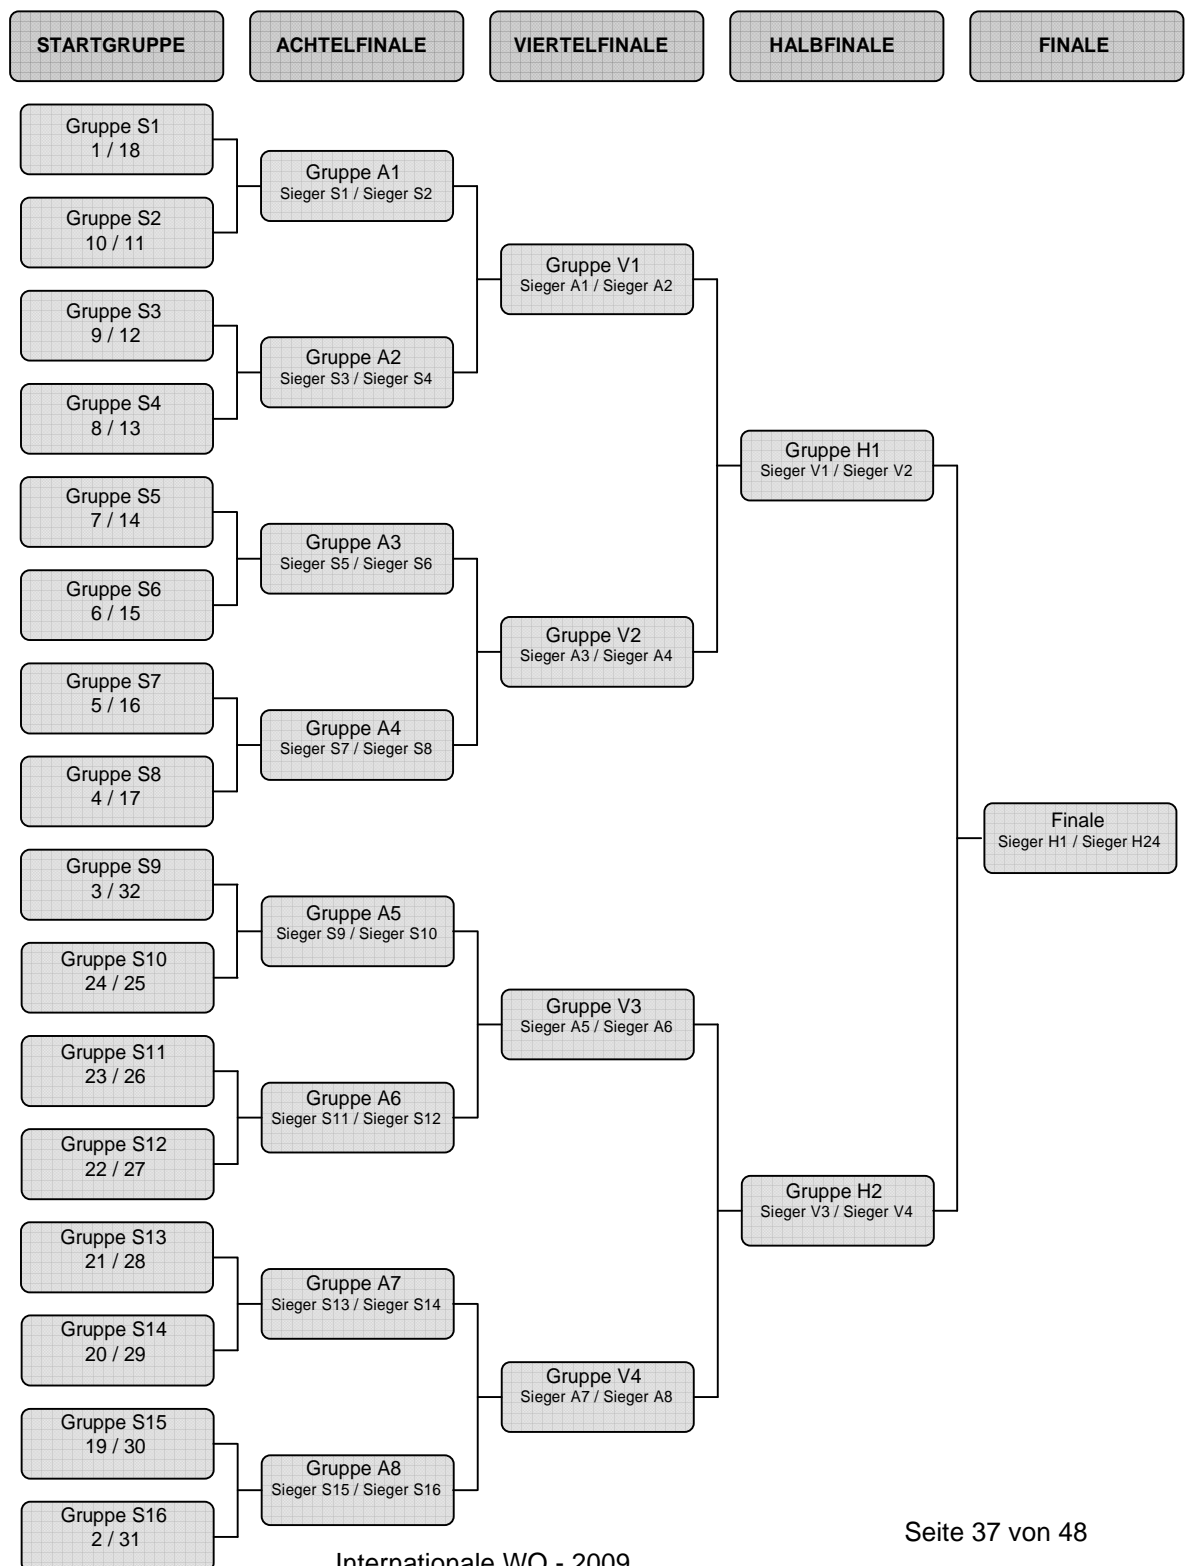 STARTGRUPPE
ACHTELFINALE
VIERTELFINALE
HALBFINALE
FINALE
Gruppe S1
1 / 18
Gruppe S2
10 / 11
Gruppe S3
9 / 12
Gruppe S4
8 / 13
Gruppe S5
7 / 14
Gruppe S6
6 / 15
Gruppe S7
5 / 16
Gruppe S8
4 / 17
Gruppe S9
3 / 32
Gruppe S10
24 / 25
Gruppe S11
23 / 26
Gruppe S12
22 / 27
Gruppe S13
21 / 28
Gruppe S14
20 / 29
Gruppe S15
19 / 30
Gruppe S16
2 / 31
Gruppe A1
Sieger S1 / Sieger S2
Gruppe A2
Sieger S3 / Sieger S4
Gruppe A3
Sieger S5 / Sieger S6
Gruppe A4
Sieger S7 / Sieger S8
Gruppe A5
Sieger S9 / Sieger S10
Gruppe A6
Sieger S11 / Sieger S12
Gruppe A7
Sieger S13 / Sieger S14
Gruppe A8
Sieger S15 / Sieger S16
Gruppe V1
Sieger A1 / Sieger A2
Gruppe V2
Sieger A3 / Sieger A4
Gruppe V3
Sieger A5 / Sieger A6
Gruppe V4
Sieger A7 / Sieger A8
Gruppe H1
Sieger V1 / Sieger V2
Gruppe H2
Sieger V3 / Sieger V4
Finale
Sieger H1 / Sieger H24
Seite 37 von 48
Internationale WO - 2009